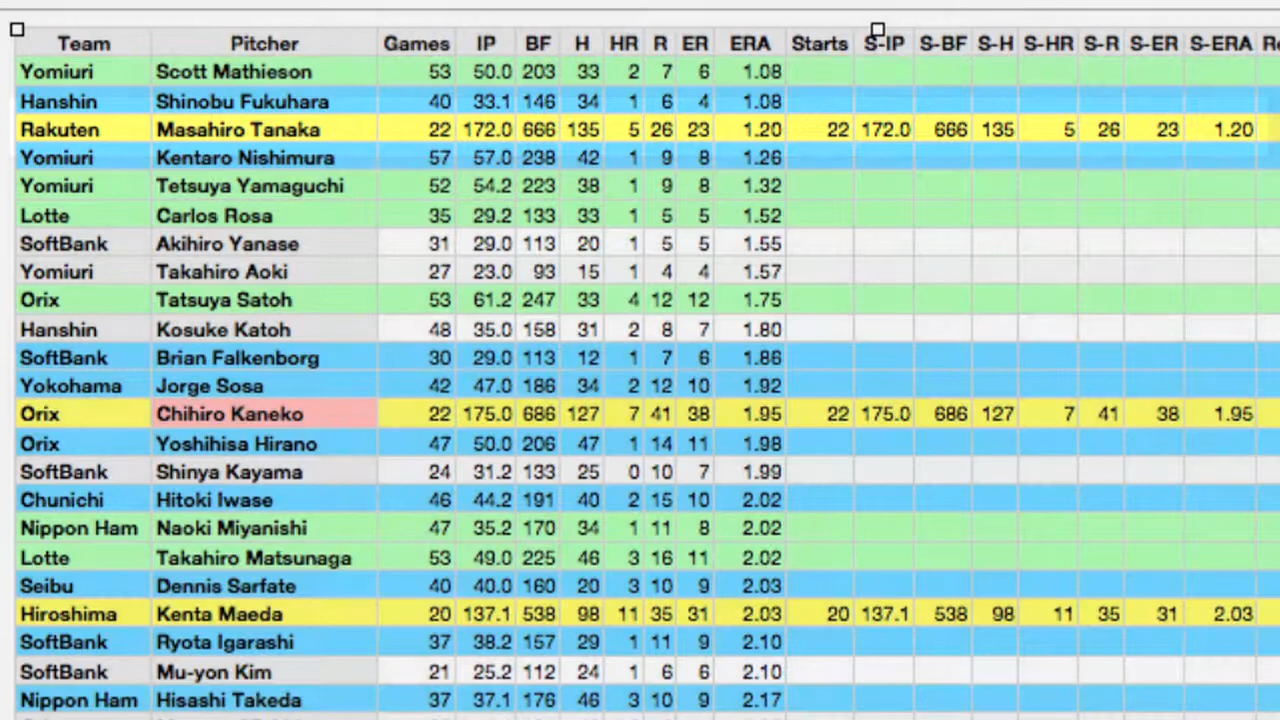 Team Pitcher Games IP BF H HR R ER ERA Starts S-IP S-BF S-H S-HR S-R S-ER S-ERA
Yomiuri Scott Mathieson 53 50.0 203 33 2 7 6 1.08
Hanshin Shinobu Fukuhara 40 33.1 146 34 1 6 4 1.08
Rakuten Masahiro Tanaka 22 172.0 666 135 5 26 23 1.20 22 172.0 666 135 5 26 23 1.20
Yomiuri Kentaro Nishimura 57 57.0 238 42 1 9 8 1.26
Yomiuri Tetsuya Yamaguchi 52 54.2 223 38 1 9 8 1.32
Lotte Carlos Rosa 35 29.2 133 33 1 5 5 1.52
SoftBank Akihiro Yanase 31 29.0 113 20 1 5 5 1.55
Yomiuri Takahiro Aoki 27 23.0 93 15 1 4 4 1.57
Orix Tatsuya Satoh 53 61.2 247 33 4 12 12 1.75
Hanshin Kosuke Katoh 48 35.0 158 31 2 8 7 1.80
SoftBank Brian Falkenborg 30 29.0 113 12 1 7 6 1.86
Yokohama Jorge Sosa 42 47.0 186 34 2 12 10 1.92
Orix Chihiro Kaneko 22 175.0 686 127 7 41 38 1.95 22 175.0 686 127 7 41 38 1.95
Orix Yoshihisa Hirano 47 50.0 206 47 1 14 11 1.98
SoftBank Shinya Kayama 24 31.2 133 25 0 10 7 1.99
Chunichi Hitoki Iwase 46 44.2 191 40 2 15 10 2.02
Nippon Ham Naoki Miyanishi 47 35.2 170 34 1 11 8 2.02
Lotte Takahiro Matsunaga 53 49.0 225 46 3 16 11 2.02
Seibu Dennis Sarfate 40 40.0 160 20 3 10 9 2.03
Hiroshima Kenta Maeda 20 137.1 538 98 11 35 31 2.03 20 137.1 538 98 11 35 31 2.03
SoftBank Ryota Igarashi 37 38.2 157 29 1 11 9 2.10
SoftBank Mu-yon Kim 21 25.2 112 24 1 6 6 2.10
Nippon Ham Hisashi Takeda 37 37.1 176 46 3 10 9 2.17